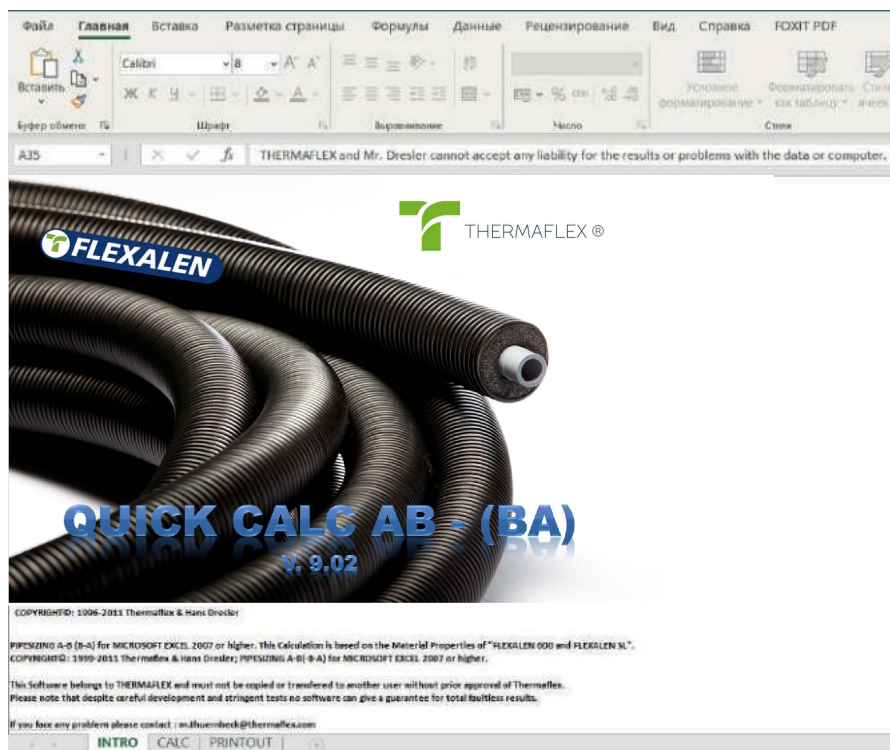 Файл Главная Вставка Разметка страницы Формулы Данные Рецензирование Вид Справка FOXIT PDF
Calibri 8 A A
Вставить
Ж К Ч A % 000
Условное Форматировать Стили
форматирование как таблицу ячеек
Буфер обмена Шрифт Выравнивание Число Стили
A35 fx THERMAFLEX and Mr. Dresler cannot accept any liability for the results or problems with the data or computer.
THERMAFLEX ®
FLEXALEN
QUICK CALC AB - (BA)
V. 9.02
COPYRIGHT©: 1996-2011 Thermaflex & Hans Dresler
PIPESIZING A-B (B-A) for MICROSOFT EXCEL 2007 or higher. This Calculation is based on the Material Properties of "FLEXALEN 600 and FLEXALEN SL".
COPYRIGHT©: 1999-2011 Thermaflex & Hans Dresler; PIPESIZING A-B(-B-A) for MICROSOFT EXCEL 2007 or higher.
This Software belongs to THERMAFLEX and must not be copied or transfered to another user without prior approval of Thermaflex.
Please note that despite careful development and stringent tests no software can give a guarantee for total faultless results.
If you face any problem please contact : m.thuernbeck@thermaflex.com
INTRO CALC PRINTOUT